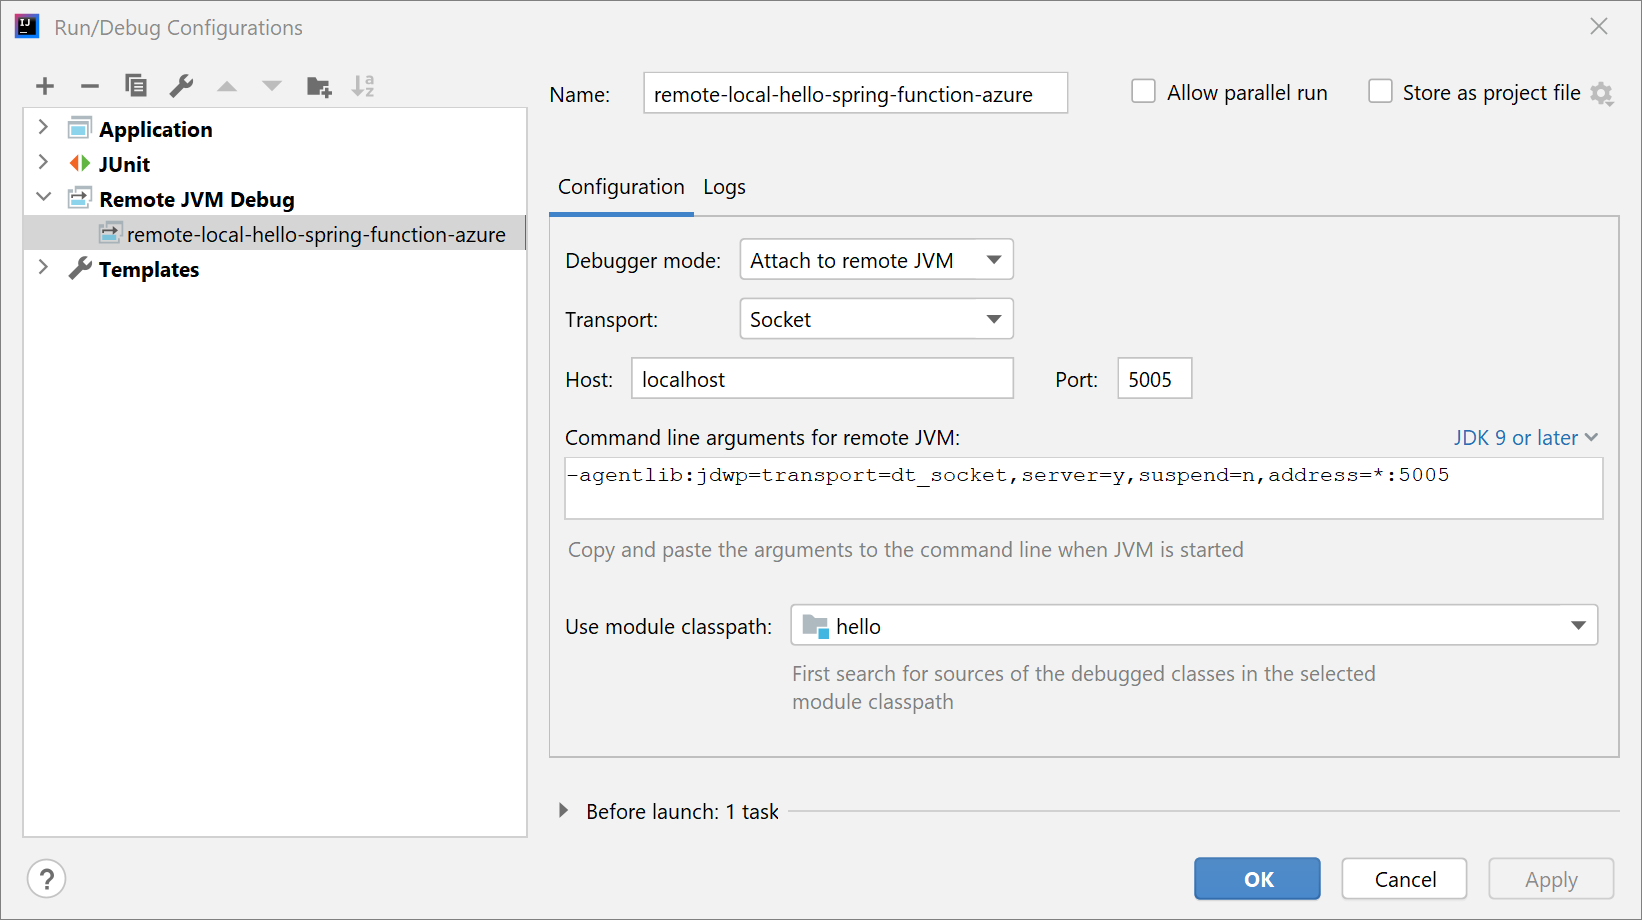 Run/Debug Configurations
Application
JUnit
Remote JVM Debug
remote-local-hello-spring-function-azure
Templates
Name: remote-local-hello-spring-function-azure
Allow parallel run
Store as project file
Configuration Logs
Debugger mode: Attach to remote JVM
Transport: Socket
Host: localhost Port: 5005
Command line arguments for remote JVM: JDK 9 or later
-agentlib:jdwp=transport=dt_socket,server=y,suspend=n,address=*:5005
Copy and paste the arguments to the command line when JVM is started
Use module classpath: hello
First search for sources of the debugged classes in the selected
module classpath
Before launch: 1 task
? OK Cancel Apply